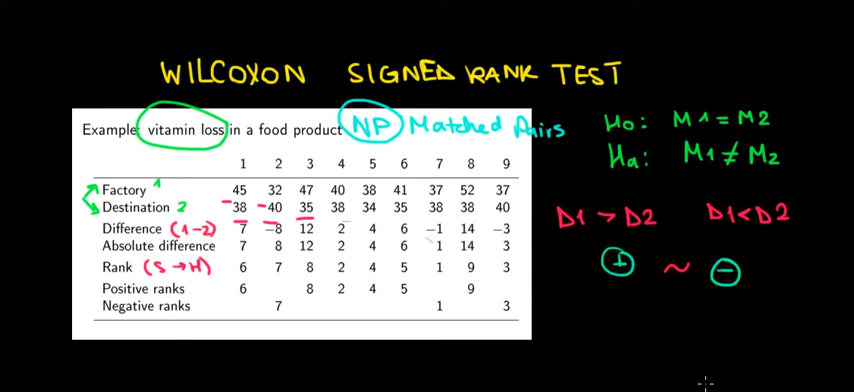 WILCOXON SIGNED RANK TEST
Example: vitamin loss in a food product NP Matched Pairs
1 2 3 4 5 6 7 8 9
Factory 1 45 32 47 40 38 41 37 52 37
Destination 2 -38 -40 35 38 34 35 38 38 40
Difference (1-2) 7 −8 12 2 4 6 −1 14 −3
Absolute difference 7 8 12 2 4 6 1 14 3
Rank (S → H) 6 7 8 2 4 5 1 9 3
Positive ranks 6 8 2 4 5 9
Negative ranks 7 1 3
Ho: M1 = M2
Ha: M1 ≠ M2
D1 > D2 D1 < D2
+ ~ −